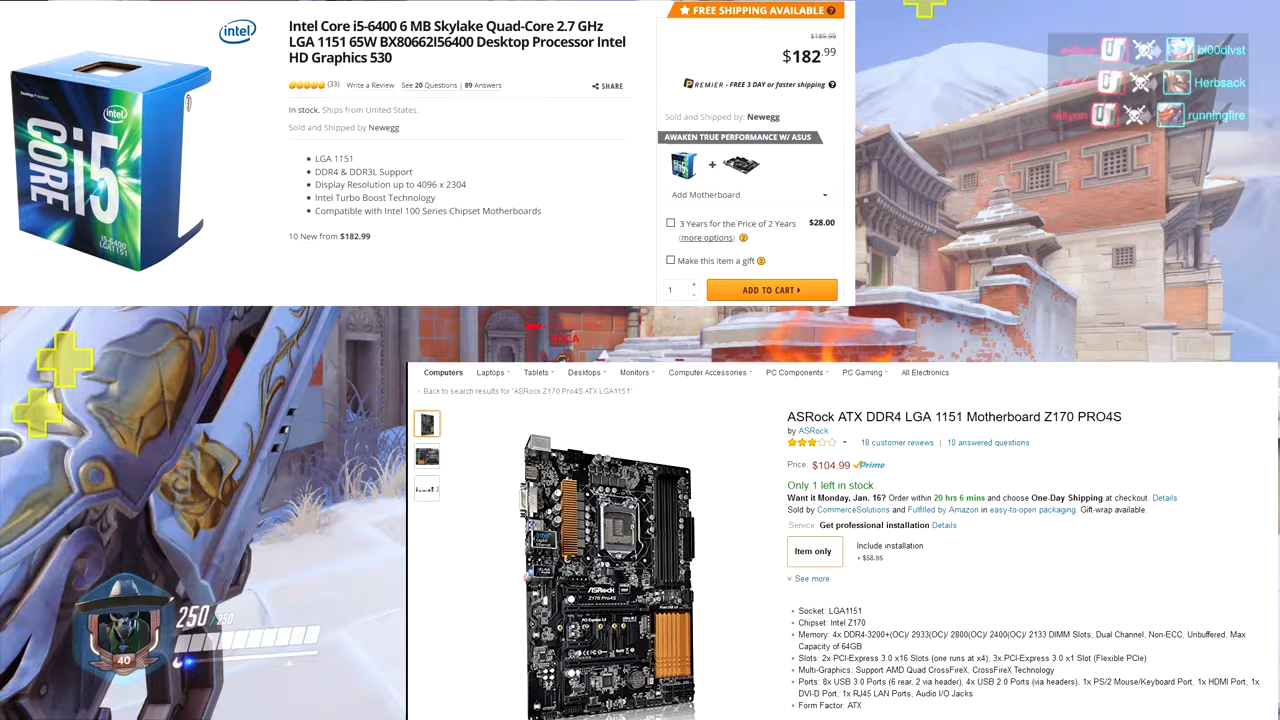 intel
Intel Core i5-6400 6 MB Skylake Quad-Core 2.7 GHz
LGA 1151 65W BX80662I56400 Desktop Processor Intel
HD Graphics 530
(33) Write a Review See 20 Questions | 89 Answers
SHARE
In stock. Ships from United States.
Sold and Shipped by Newegg
LGA 1151
DDR4 & DDR3L Support
Display Resolution up to 4096 x 2304
Intel Turbo Boost Technology
Compatible with Intel 100 Series Chipset Motherboards
10 New from $182.99
intel
CORE i5
i5-6400
LGA1151
FREE SHIPPING AVAILABLE ?
$189.99
$182.99
PREMIER - FREE 3 DAY or faster shipping ?
Sold and Shipped by: Newegg
AWAKEN TRUE PERFORMANCE W/ ASUS
+
Add Motherboard
3 Years for the Price of 2 Years $28.00
(more options) ?
Make this item a gift ?
1
ADD TO CART
willynn bl00dlvst
Herbsack
willynn runningfire
Computers Laptops Tablets Desktops Monitors Computer Accessories PC Components PC Gaming All Electronics
‹ Back to search results for "ASRock Z170 Pro4S ATX LGA1151"
ASRock ATX DDR4 LGA 1151 Motherboard Z170 PRO4S
by ASRock
18 customer reviews | 10 answered questions
Price: $104.99 Prime
Only 1 left in stock.
Want it Monday, Jan. 16? Order within 20 hrs 6 mins and choose One-Day Shipping at checkout. Details
Sold by CommerceSolutions and Fulfilled by Amazon in easy-to-open packaging. Gift-wrap available.
Service: Get professional installation Details
Item only
Include installation
+ $58.95
See more
Socket: LGA1151
Chipset: Intel Z170
Memory: 4x DDR4-3200+(OC)/ 2933(OC)/ 2800(OC)/ 2400(OC)/ 2133 DIMM Slots, Dual Channel, Non-ECC, Unbuffered, Max
Capacity of 64GB
Slots: 2x PCI-Express 3.0 x16 Slots (one runs at x4), 3x PCI-Express 3.0 x1 Slot (Flexible PCIe)
Multi-Graphics: Support AMD Quad CrossFireX, CrossFireX Technology
Ports: 8x USB 3.0 Ports (6 rear, 2 via header), 4x USB 2.0 Ports (via headers), 1x PS/2 Mouse/Keyboard Port, 1x HDMI Port, 1x
DVI-D Port, 1x RJ45 LAN Ports, Audio I/O Jacks
Form Factor: ATX
ASRock
Z170 Pro4S
250/250
40